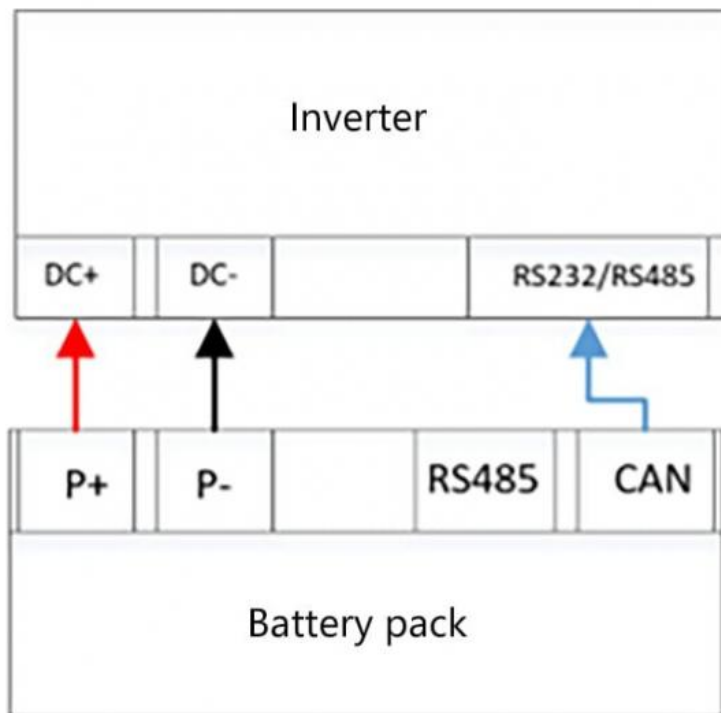 Inverter
DC+ DC- RS232/RS485
P+ P- RS485 CAN
Battery pack